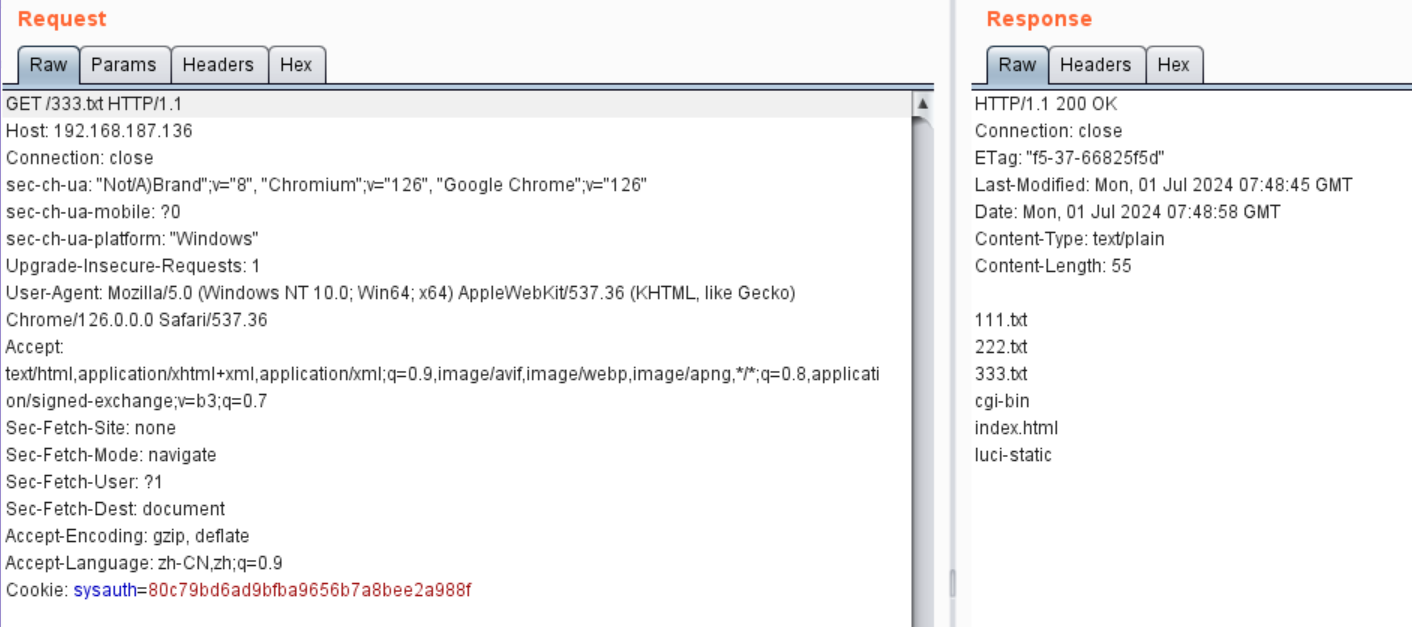 Request
Raw Params Headers Hex
GET /333.txt HTTP/1.1
Host: 192.168.187.136
Connection: close
sec-ch-ua: "Not/A)Brand";v="8", "Chromium";v="126", "Google Chrome";v="126"
sec-ch-ua-mobile: ?0
sec-ch-ua-platform: "Windows"
Upgrade-Insecure-Requests: 1
User-Agent: Mozilla/5.0 (Windows NT 10.0; Win64; x64) AppleWebKit/537.36 (KHTML, like Gecko)
Chrome/126.0.0.0 Safari/537.36
Accept:
text/html,application/xhtml+xml,application/xml;q=0.9,image/avif,image/webp,image/apng,*/*;q=0.8,applicati
on/signed-exchange;v=b3;q=0.7
Sec-Fetch-Site: none
Sec-Fetch-Mode: navigate
Sec-Fetch-User: ?1
Sec-Fetch-Dest: document
Accept-Encoding: gzip, deflate
Accept-Language: zh-CN,zh;q=0.9
Cookie: sysauth=80c79bd6ad9bfba9656b7a8bee2a988f
Response
Raw Headers Hex
HTTP/1.1 200 OK
Connection: close
ETag: "f5-37-66825f5d"
Last-Modified: Mon, 01 Jul 2024 07:48:45 GMT
Date: Mon, 01 Jul 2024 07:48:58 GMT
Content-Type: text/plain
Content-Length: 55
111.txt
222.txt
333.txt
cgi-bin
index.html
luci-static